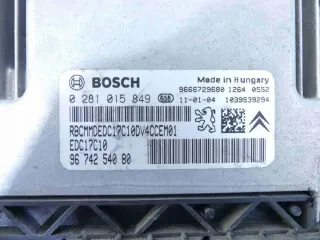 BOSCH
Made in Hungary
9666729680 1264 0552
0 281 015 849 11-01-04 1039S39294
RBCMMDEDC17C10DV4CCEM01
EDC17C10
96 742 540 80